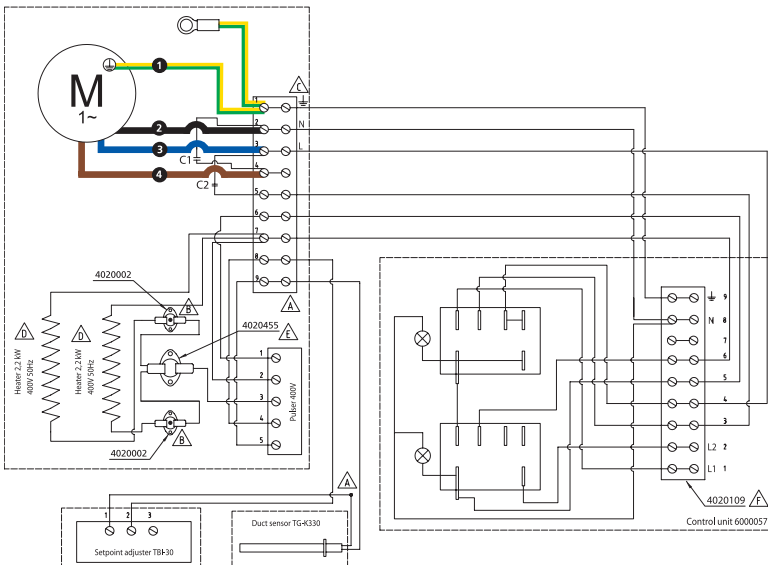 M
1~
1
2
3
4
C1
C2
C
1
2
3
4
5
6
7
8
9
N
L
A
4020002
B
4020455
E
D
Heater 2,2 kW
400V 50Hz
D
Heater 2,2 kW
400V 50Hz
1
2
3
4
5
Pulser 400V
B
4020002
A
1 2 3
Setpoint adjuster TBI-30
Duct sensor TG-K330
9
N 8
7
6
5
4
3
L2 2
L1 1
4020109 F
Control unit 6000057